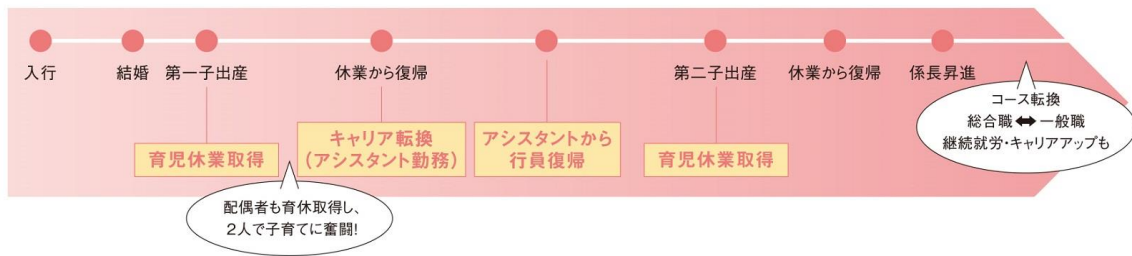 入行
結婚
第一子出産
休業から復帰
第二子出産
休業から復帰
係長昇進
育児休業取得
キャリア転換
(アシスタント勤務)
アシスタントから
行員復帰
育児休業取得
配偶者も育休取得し、
2人で子育てに奮闘!
コース転換
総合職⬌一般職
継続就労・キャリアアップも